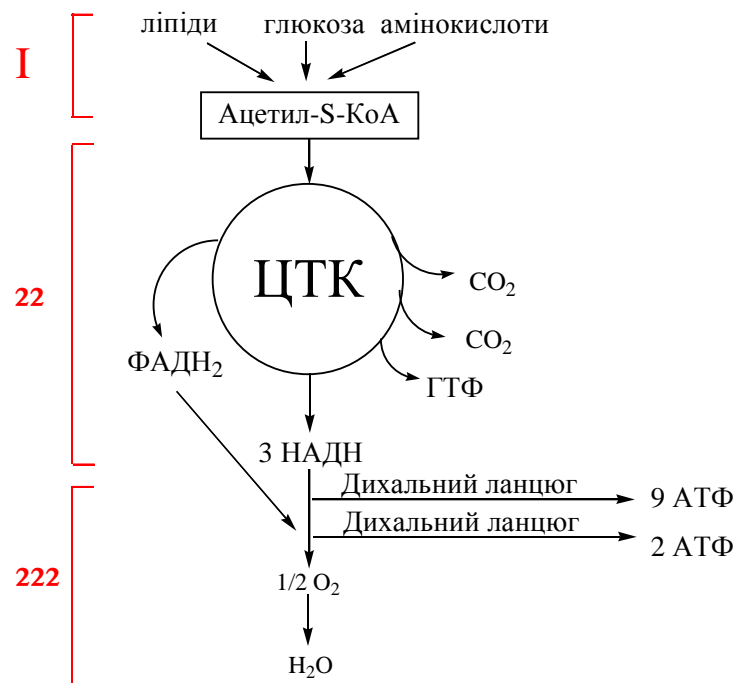 ліпіди глюкоза амінокислоти
I
Ацетил-S-КоА
ЦТК
CO2
22
CO2
ФАДН2
ГТФ
3 НАДН
Дихальний ланцюг
9 АТФ
Дихальний ланцюг
2 АТФ
222
1/2 O2
H2O